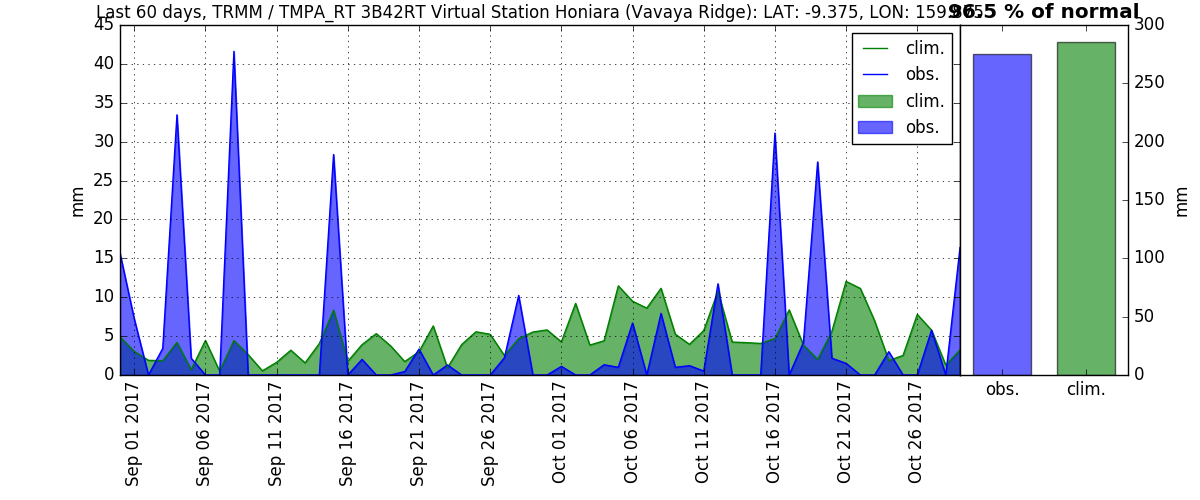 Last 60 days, TRMM / TMPA_RT 3B42RT Virtual Station Honiara (Vavaya Ridge): LAT: -9.375, LON:
96.5 % of normal
45
40
35
30
25
20
15
10
5
0
mm
clim.
obs.
clim.
obs.
300
250
200
150
100
50
0
mm
obs.
clim.
Sep 01 2017
Sep 06 2017
Sep 11 2017
Sep 16 2017
Sep 21 2017
Sep 26 2017
Oct 01 2017
Oct 06 2017
Oct 11 2017
Oct 16 2017
Oct 21 2017
Oct 26 2017